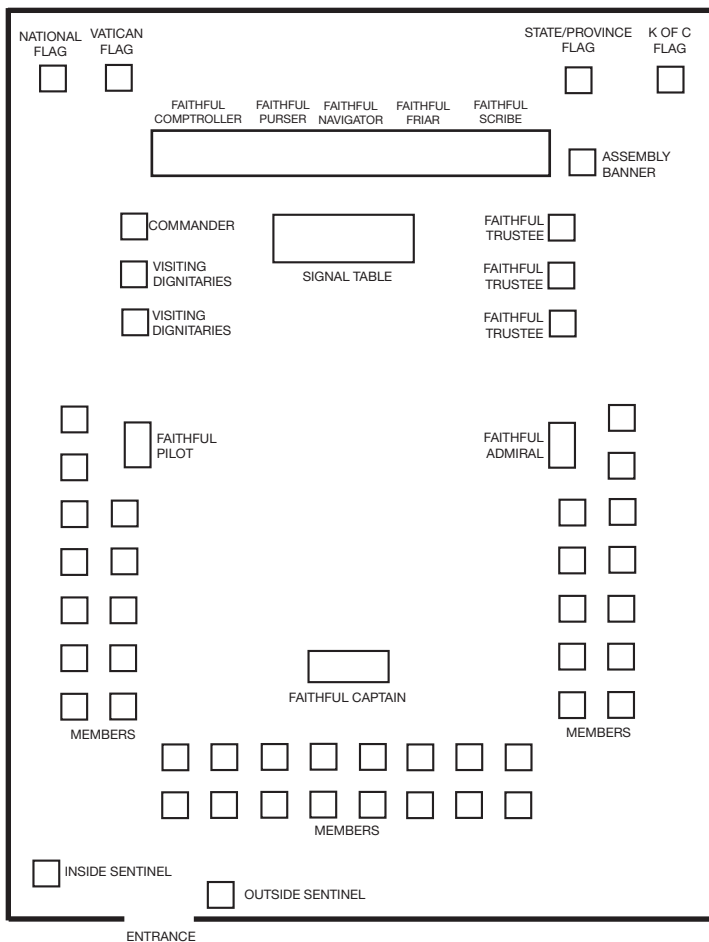 NATIONAL
FLAG
VATICAN
FLAG
STATE/PROVINCE
FLAG
K OF C
FLAG
FAITHFUL
COMPTROLLER
FAITHFUL
PURSER
FAITHFUL
NAVIGATOR
FAITHFUL
FRIAR
FAITHFUL
SCRIBE
ASSEMBLY
BANNER
COMMANDER
SIGNAL TABLE
FAITHFUL
TRUSTEE
VISITING
DIGNITARIES
FAITHFUL
TRUSTEE
VISITING
DIGNITARIES
FAITHFUL
TRUSTEE
FAITHFUL
PILOT
FAITHFUL
ADMIRAL
FAITHFUL CAPTAIN
MEMBERS
MEMBERS
MEMBERS
INSIDE SENTINEL
OUTSIDE SENTINEL
ENTRANCE